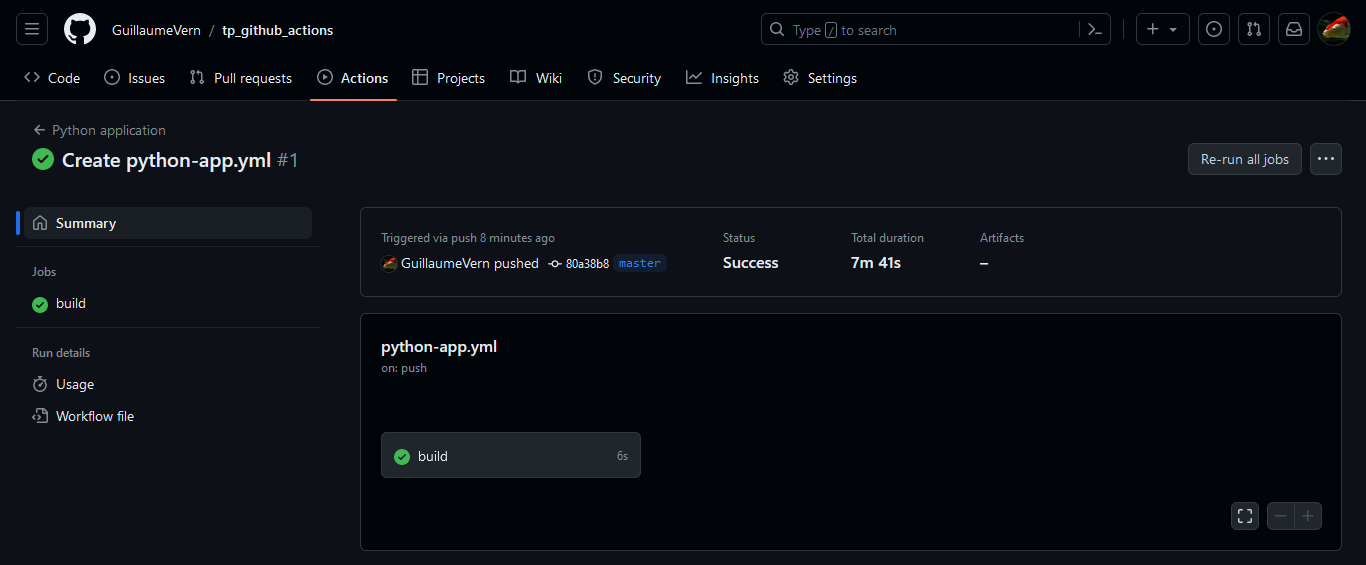 GuillaumeVern / tp_github_actions
Type / to search
Code Issues Pull requests Actions Projects Wiki Security Insights Settings
Python application
Create python-app.yml #1
Re-run all jobs
Summary
Jobs
build
Run details
Usage
Workflow file
Triggered via push 8 minutes ago
GuillaumeVern pushed 80a38b8 master
Status
Success
Total duration
7m 41s
Artifacts
–
python-app.yml
on: push
build 6s